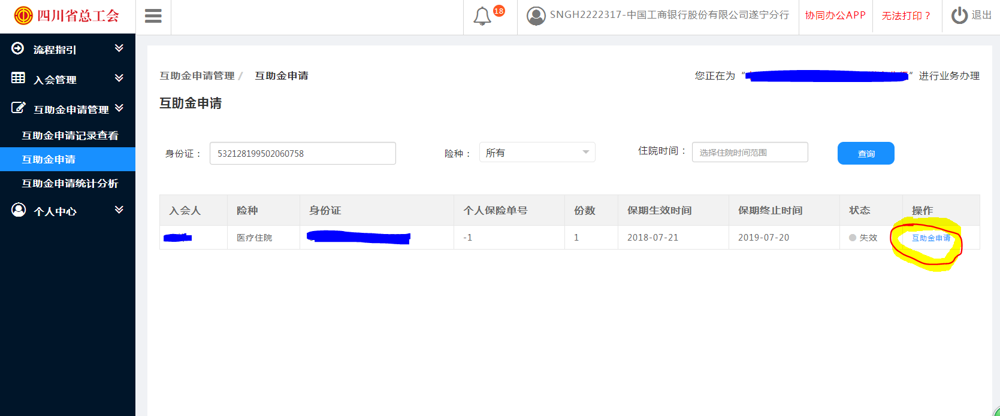 四川省总工会
18
SNGH2222317-中国工商银行股份有限公司遂宁分行
协同办公APP
无法打印？
退出
流程指引
入会管理
互助金申请管理
互助金申请记录查看
互助金申请
互助金申请统计分析
个人中心
互助金申请管理 / 互助金申请
您正在为“ ”进行业务办理
互助金申请
身份证： 532128199502060758
险种： 所有
住院时间： 选择住院时间范围
查询
入会人 险种 身份证 个人保险单号 份数 保期生效时间 保期终止时间 状态 操作
医疗住院 -1 1 2018-07-21 2019-07-20 失效 互助金申请